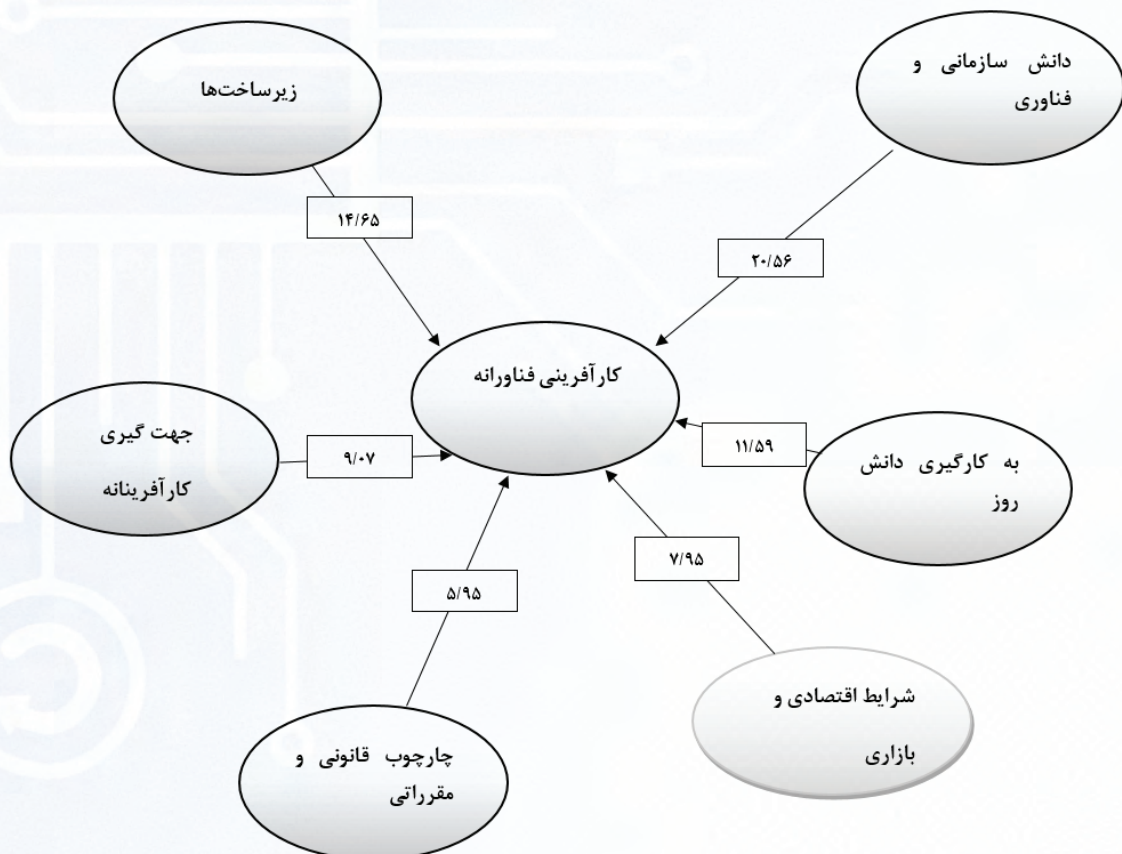 زیرساخت‌ها
دانش سازمانی و
فناوری
۱۴/۶۵
۲۰/۵۶
کارآفرینی فناورانه
جهت گیری
کارآفرینانه
۹/۰۷
۱۱/۵۹
به کارگیری دانش
روز
۷/۹۵
۵/۹۵
شرایط اقتصادی و
بازاری
چارچوب قانونی و
مقرراتی